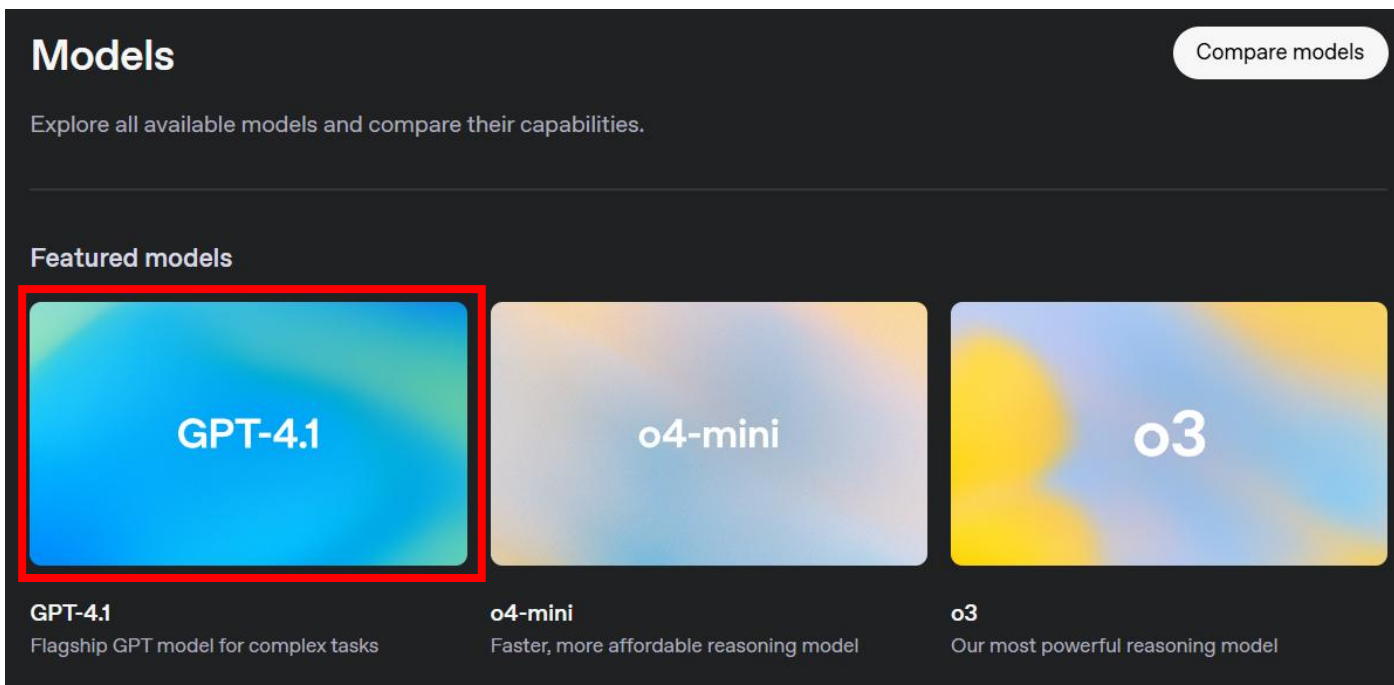 Models
Compare models
Explore all available models and compare their capabilities.
Featured models
GPT-4.1
o4-mini
o3
GPT-4.1
Flagship GPT model for complex tasks
o4-mini
Faster, more affordable reasoning model
o3
Our most powerful reasoning model